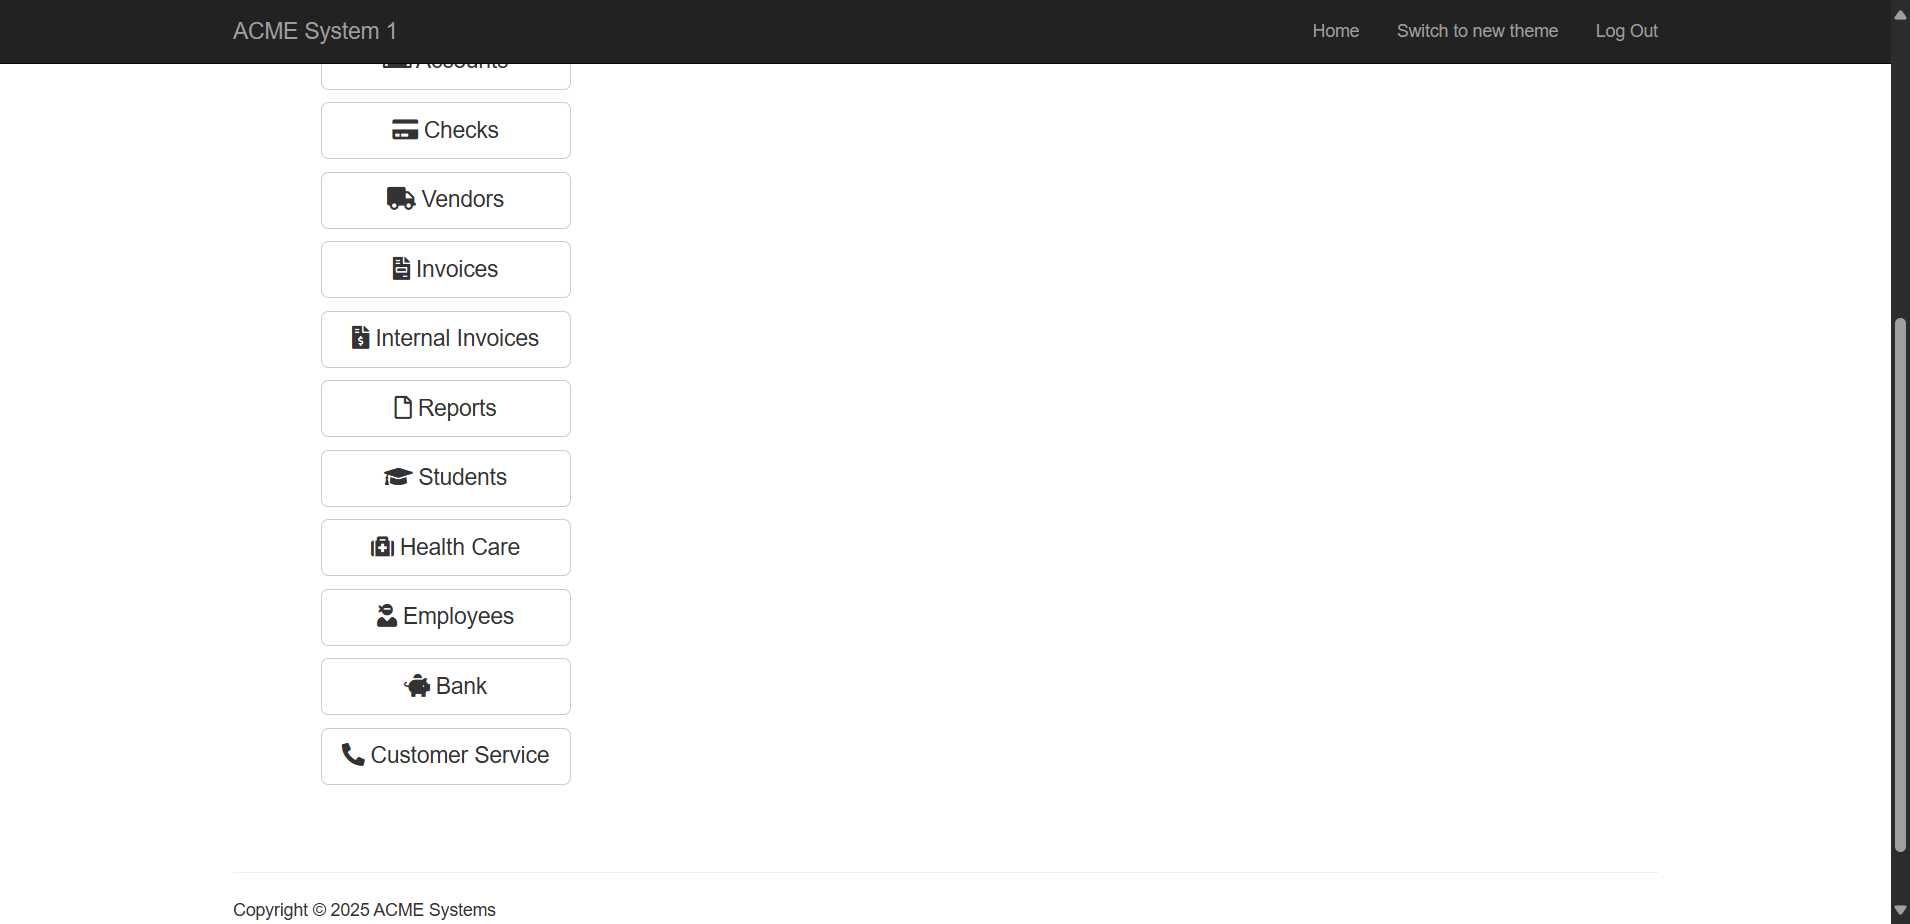 ACME System 1
Home
Switch to new theme
Log Out
Accounts
Checks
Vendors
Invoices
Internal Invoices
Reports
Students
Health Care
Employees
Bank
Customer Service
Copyright © 2025 ACME Systems